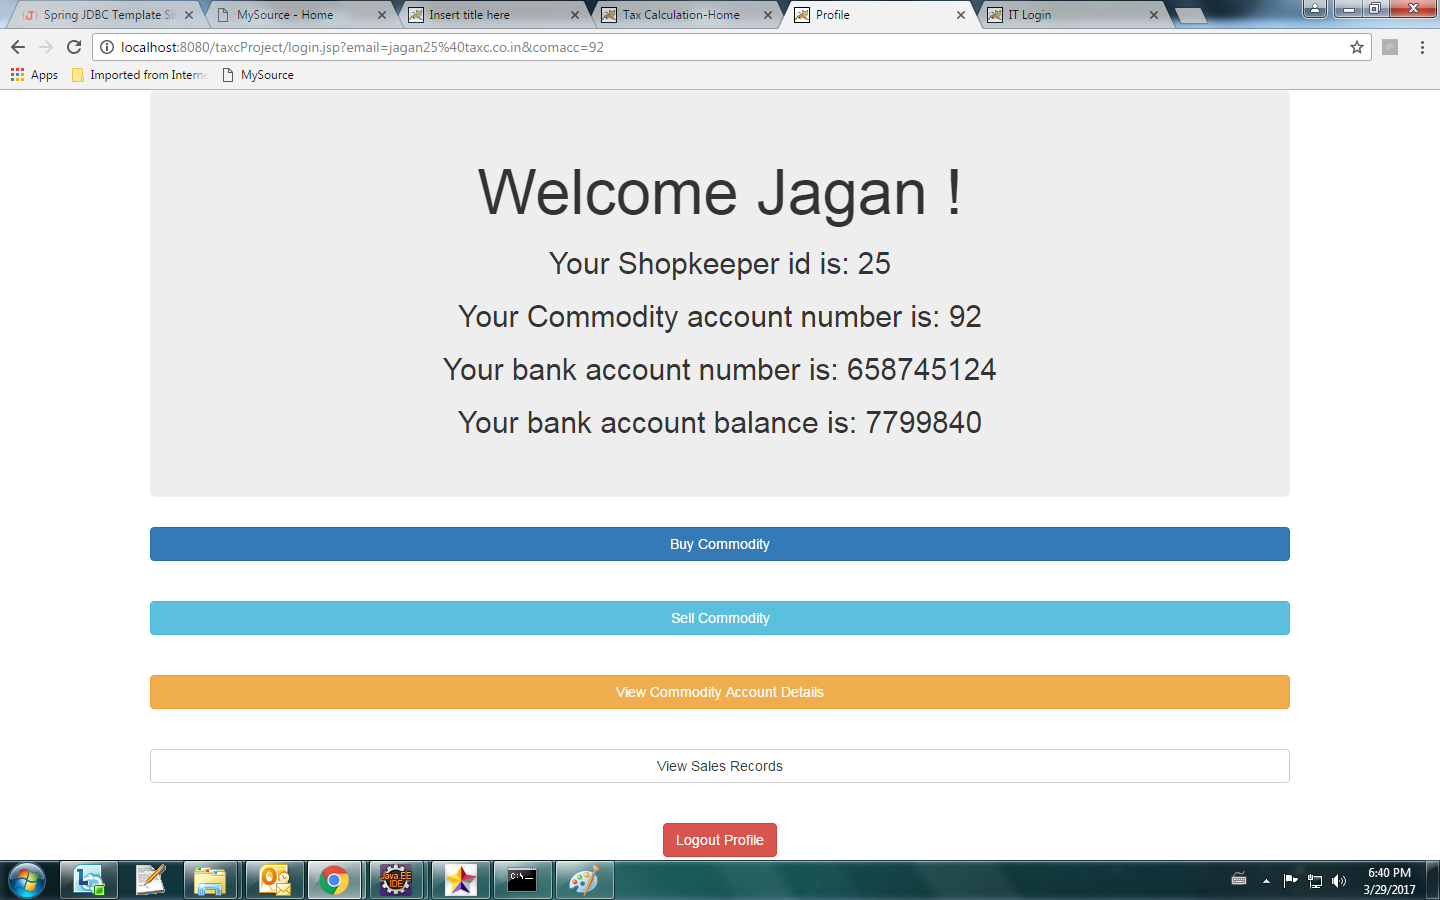 Spring JDBC Template Si
MySource - Home
Insert title here
Tax Calculation-Home
Profile
IT Login
localhost:8080/taxcProject/login.jsp?email=jagan25%40taxc.co.in&comacc=92
Apps
Imported from Interne
MySource
Welcome Jagan !
Your Shopkeeper id is: 25
Your Commodity account number is: 92
Your bank account number is: 658745124
Your bank account balance is: 7799840
Buy Commodity
Sell Commodity
View Commodity Account Details
View Sales Records
Logout Profile
Java EE
IDE
C:\.
6:40 PM
3/29/2017